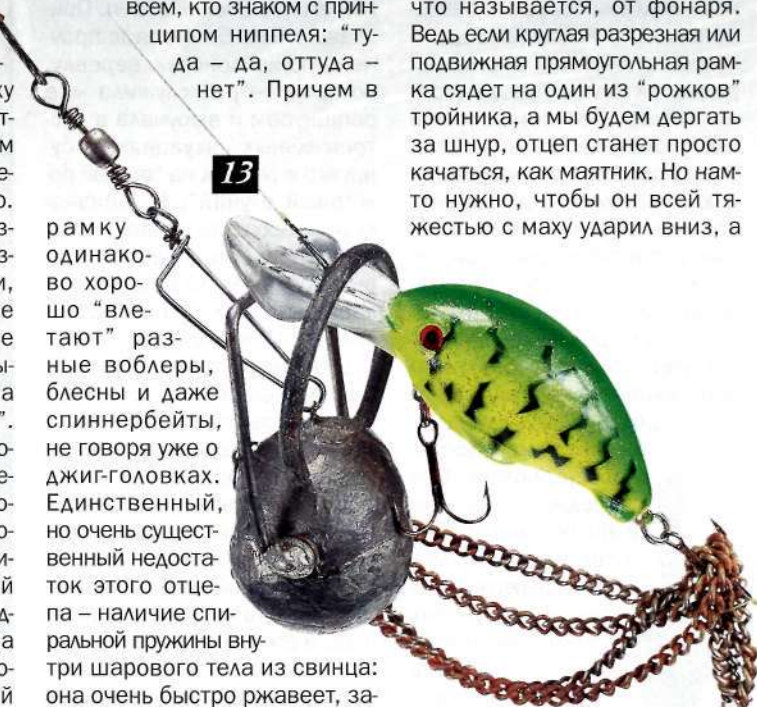 всем, кто знаком с прин-
ципом ниппеля: “ту-
да – да, оттуда –
нет”. Причем в
рамку
одинако-
во хоро-
шо “вле-
тают” раз-
ные воблеры,
блесны и даже
спиннербейты,
не говоря уже о
джиг-головках.
Единственный,
но очень сущест-
венный недоста-
ток этого отце-
па – наличие спи-
ральной пружины вну-
три шарового тела из свинца:
она очень быстро ржавеет, за-
13
что называется, от фонаря.
Ведь если круглая разрезная или
подвижная прямоугольная рам-
ка сядет на один из “рожков”
тройника, а мы будем дергать
за шнур, отцеп станет просто
качаться, как маятник. Но нам-
то нужно, чтобы он всей тя-
жестью с маху ударил вниз, а